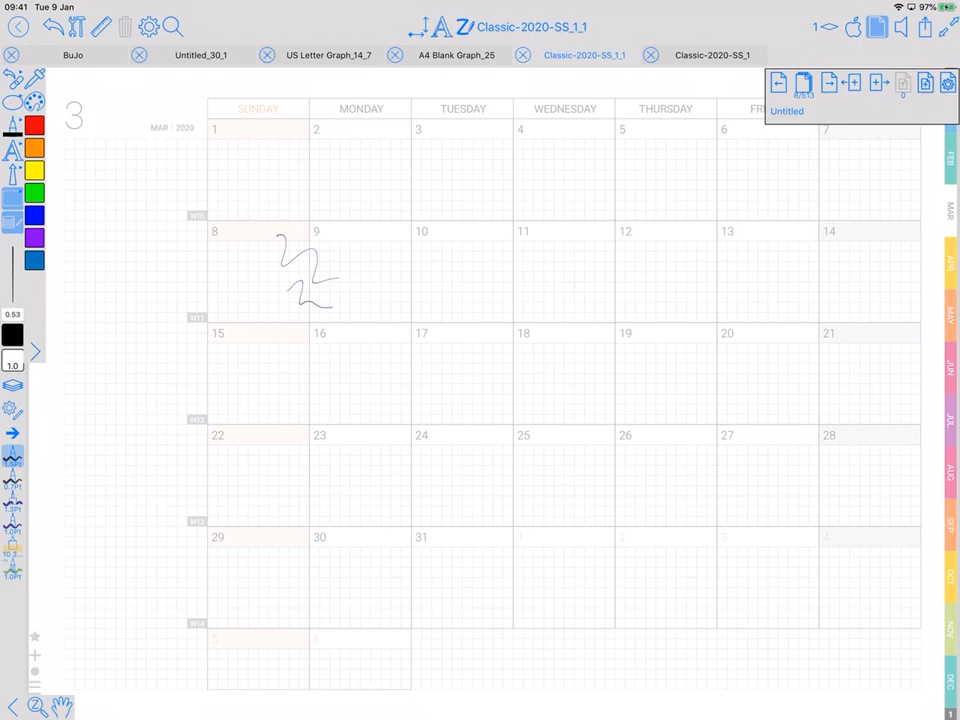 09:41 Tue 9 Jan 97%
Classic-2020-SS_1_1
1
BuJo Untitled_30_1 US Letter Graph_14_7 A4 Blank Graph_25 Classic-2020-SS_1_1 Classic-2020-SS_1
8/513 0
Untitled
3
MAR | 2020
SUNDAY MONDAY TUESDAY WEDNESDAY THURSDAY
1 2 3 4 5 6 7
W10
8 9 10 11 12 13 14
W11
15 16 17 18 19 20 21
22 23 24 25 26 27 28
W13
29 30 31 1 2 3 4
W14
5 6
FEB
MAR
APR
MAY
JUN
JUL
AUG
SEP
OCT
NOV
DEC
1
0.53
1.0
1.5Pt
0.7Pt
1.3Pt
1.0Pt
10.3...
1.0Pt